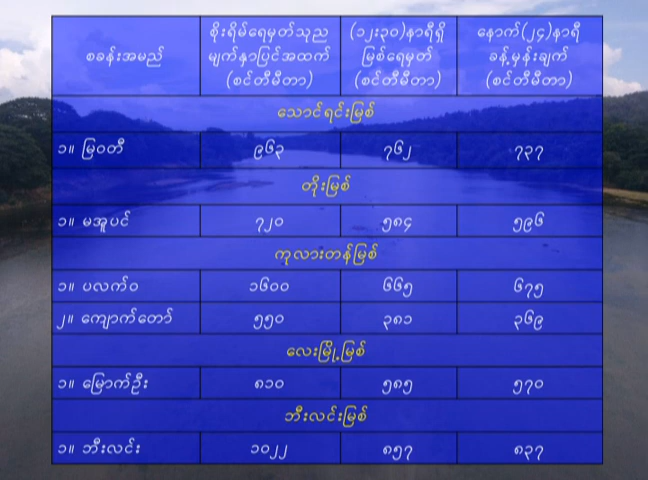 စခန်းအမည်
စိုးရိမ်ရေမှတ်သုည
မျက်နှာပြင်အထက်
(စင်တီမီတာ)
(၁၂း၃၀)နာရီရှိ
မြစ်ရေမှတ်
(စင်တီမီတာ)
နောက်(၂၄)နာရီ
ခန့်မှန်းချက်
(စင်တီမီတာ)
သောင်ရင်းမြစ်
၁။ မြဝတီ ၉၆၃ ၇၆၂ ၇၃၇
တိုးမြစ်
၁။ မအူပင် ၇၂၀ ၅၈၄ ၅၉၆
ကုလားတန်မြစ်
၁။ ပလက်ဝ ၁၆၀၀ ၆၆၅ ၆၇၅
၂။ ကျောက်တော် ၅၅၀ ၃၈၁ ၃၆၉
လေးမြို့မြစ်
၁။ မြောက်ဦး ၈၁၀ ၅၈၅ ၅၇၀
ဘီးလင်းမြစ်
၁။ ဘီးလင်း ၁၀၂၂ ၈၅၇ ၈၃၇